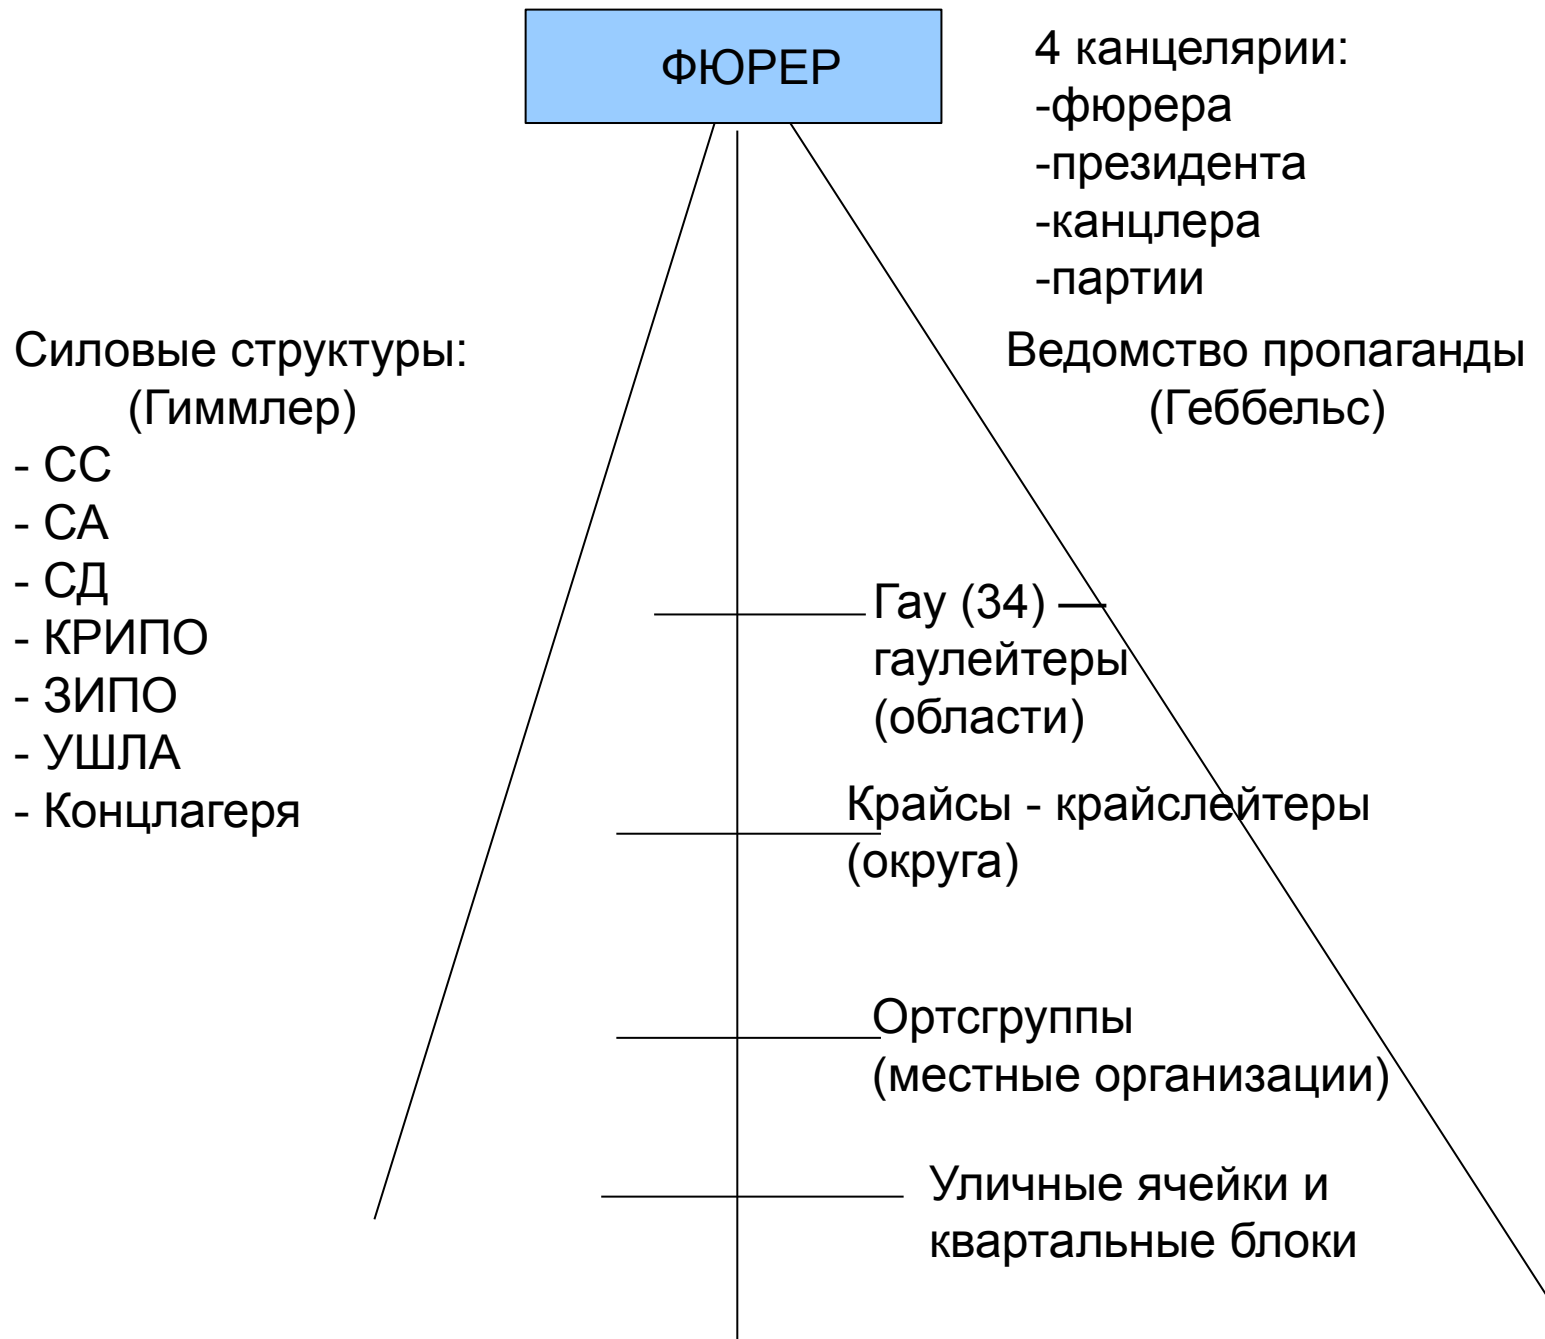 ФЮРЕР
4 канцелярии:
-фюрера
-президента
-канцлера
-партии
Силовые структуры:
(Гиммлер)
- СС
- СА
- СД
- КРИПО
- ЗИПО
- УШЛА
- Концлагеря
Ведомство пропаганды
(Геббельс)
Гау (34) —
гаулейтеры
(области)
Крайсы - крайслейтеры
(округа)
Ортсгруппы
(местные организации)
Уличные ячейки и
квартальные блоки